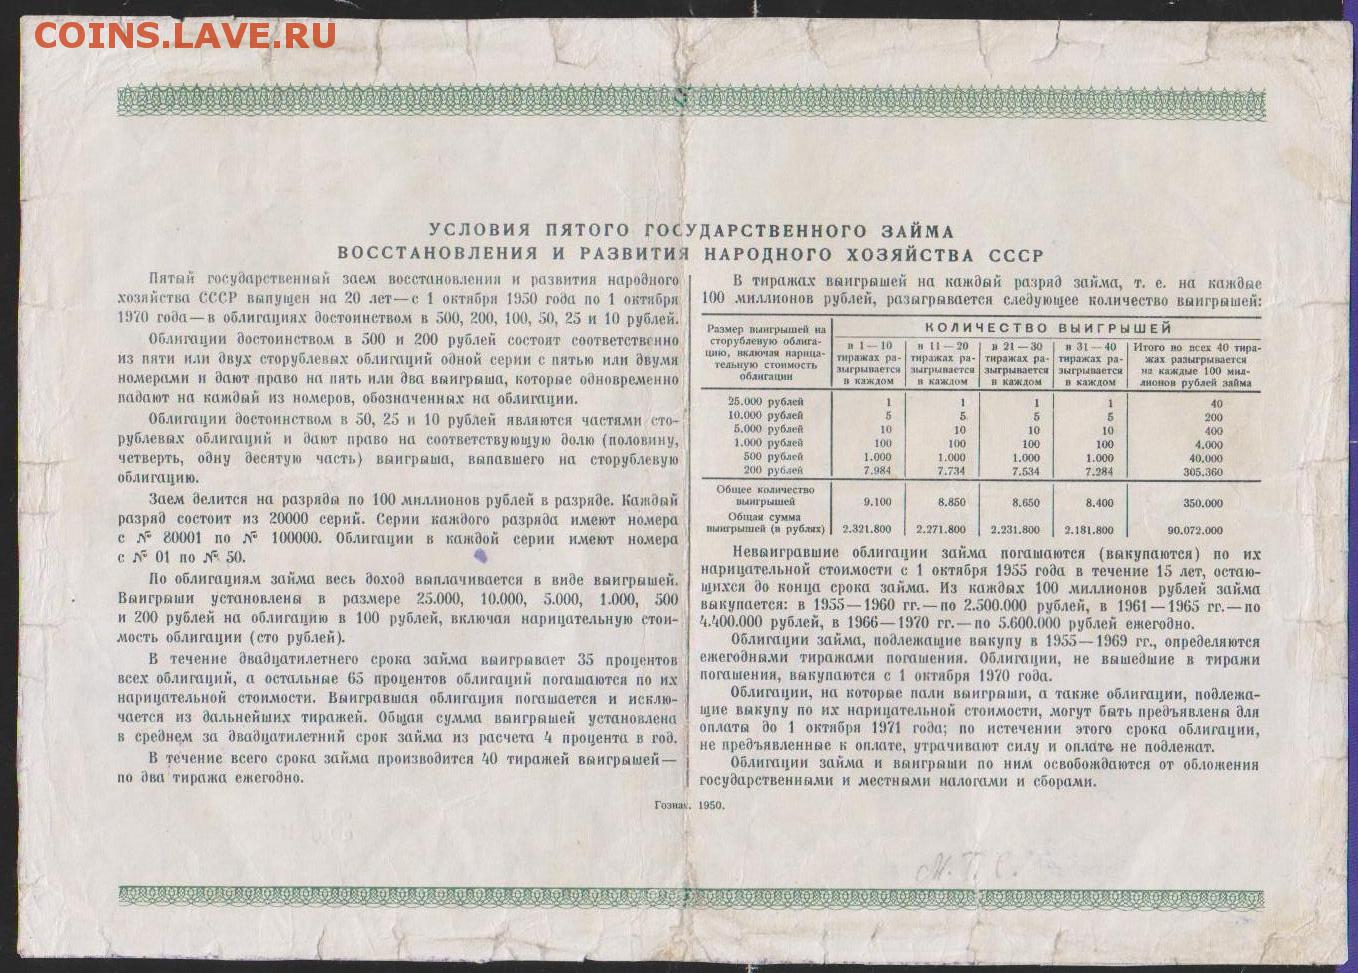 COINS.LAVE.RU
УСЛОВИЯ ПЯТОГО ГОСУДАРСТВЕННОГО ЗАЙМА
ВОССТАНОВЛЕНИЯ И РАЗВИТИЯ НАРОДНОГО ХОЗЯЙСТВА СССР
Пятый государственный заем восстановления и развития народного
хозяйства СССР выпущен на 20 лет—с 1 октября 1950 года по 1 октября
1970 года—в облигациях достоинством в 500, 200, 100, 50, 25 и 10 рублей.
Облигации достоинством в 500 и 200 рублей состоят соответственно
из пяти или двух сторублевых облигаций одной серии с пятью или двумя
номерами и дают право на пять или два выигрыша, которые одновременно
падают на каждый из номеров, обозначенных на облигации.
Облигации достоинством в 50, 25 и 10 рублей являются частями сто-
рублевых облигаций и дают право на соответствующую долю (половину,
четверть, одну десятую часть) выигрыша, выпавшего на сторублевую
облигацию.
Заем делится на разряды по 100 миллионов рублей в разряде. Каждый
разряд состоит из 20000 серий. Серии каждого разряда имеют номера
с № 80001 по № 100000. Облигации в каждой серии имеют номера
с № 01 по № 50.
По облигациям займа весь доход выплачивается в виде выигрышей.
Выигрыши установлены в размере 25.000, 10.000, 5.000, 1.000, 500
и 200 рублей на облигацию в 100 рублей, включая нарицательную стои-
мость облигации (сто рублей).
В течение двадцатилетнего срока займа выигрывает 35 процентов
всех облигаций, а остальные 65 процентов облигаций погашаются по их
нарицательной стоимости. Выигравшая облигация погашается и исклю-
чается из дальнейших тиражей. Общая сумма выигрышей установлена
в среднем за двадцатилетний срок займа из расчета 4 процента в год.
В течение всего срока займа производится 40 тиражей выигрышей—
по два тиража ежегодно.
В тиражах выигрышей на каждый разряд займа, т. е. на каждые
100 миллионов рублей, разыгрывается следующее количество выигрышей:
Размер выигрышей на
сторублевую облига-
цию, включая нарица-
тельную стоимость
облигации
КОЛИЧЕСТВО ВЫИГРЫШЕЙ
в 1—10
тиражах ра-
зыгрывается
в каждом
в 11—20
тиражах ра-
зыгрывается
в каждом
в 21—30
тиражах ра-
зыгрывается
в каждом
в 31—40
тиражах ра-
зыгрывается
в каждом
Итого во всех 40 тира-
жах разыгрывается
на каждые 100 мил-
лионов рублей займа
25.000 рублей 1 1 1 1 40
10.000 рублей 5 5 5 5 200
5.000 рублей 10 10 10 10 400
1.000 рублей 100 100 100 100 4.000
500 рублей 1.000 1.000 1.000 1.000 40.000
200 рублей 7.984 7.734 7.534 7.284 305.360
Общее количество
выигрышей 9.100 8.850 8.650 8.400 350.000
Общая сумма
выигрышей (в рублях) 2.321.800 2.271.800 2.231.800 2.181.800 90.072.000
Невыигравшие облигации займа погашаются (выкупаются) по их
нарицательной стоимости с 1 октября 1955 года в течение 15 лет, остаю-
щихся до конца срока займа. Из каждых 100 миллионов рублей займа
выкупается: в 1955—1960 гг.—по 2.500.000 рублей, в 1961—1965 гг.—по
4.400.000 рублей, в 1966—1970 гг.—по 5.600.000 рублей ежегодно.
Облигации займа, подлежащие выкупу в 1955—1969 гг., определяются
ежегодными тиражами погашения. Облигации, не вышедшие в тиражи
погашения, выкупаются с 1 октября 1970 года.
Облигации, на которые пали выигрыши, а также облигации, подлежа-
щие выкупу по их нарицательной стоимости, могут быть предъявлены для
оплаты до 1 октября 1971 года; по истечении этого срока облигации,
не предъявленные к оплате, утрачивают силу и оплате не подлежат.
Облигации займа и выигрыши по ним освобождаются от обложения
государственными и местными налогами и сборами.
Гознак. 1950.
М. Т. С.